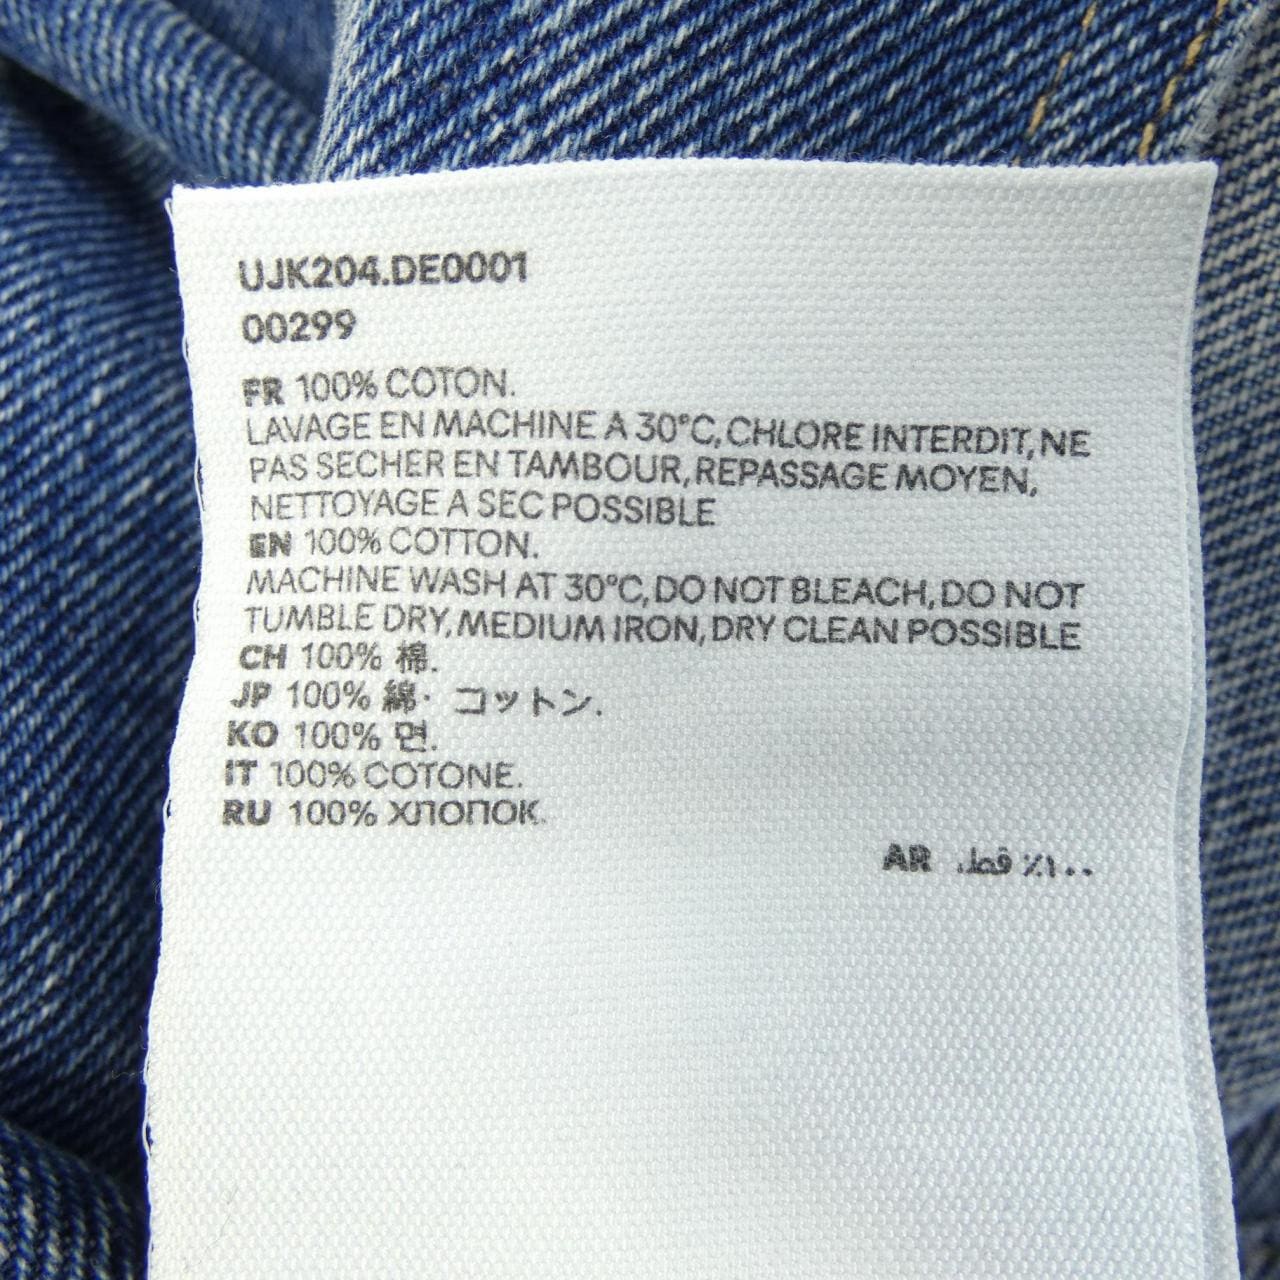 UJK204.DE0001
00299
FR 100% COTON.
LAVAGE EN MACHINE A 30°C, CHLORE INTERDIT, NE
PAS SECHER EN TAMBOUR, REPASSAGE MOYEN,
NETTOYAGE A SEC POSSIBLE
EN 100% COTTON.
MACHINE WASH AT 30°C, DO NOT BLEACH, DO NOT
TUMBLE DRY, MEDIUM IRON, DRY CLEAN POSSIBLE
CH 100% 棉.
JP 100% 綿· コットン.
KO 100% 면.
IT 100% COTONE.
RU 100% ХЛОПОК.
AR ١٠٠٪ قطن.